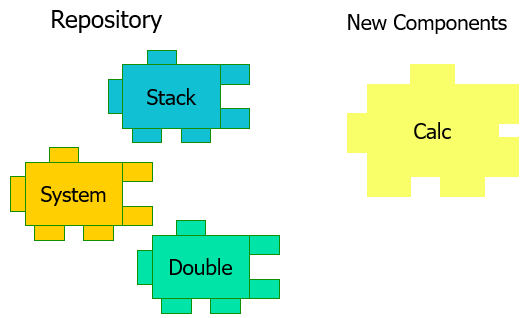 Repository
New Components
Stack
Calc
System
Double